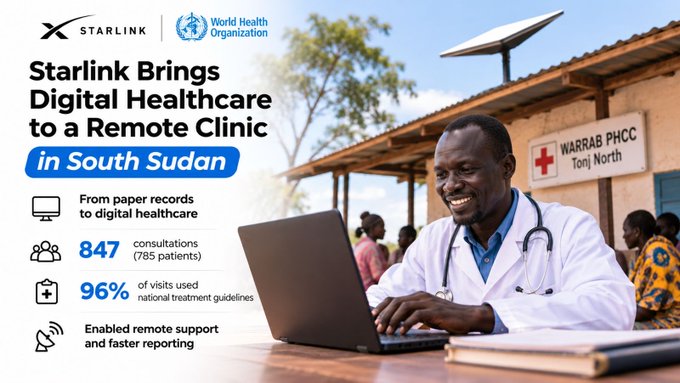 STARLINK
World Health
Organization
Starlink Brings
Digital Healthcare
to a Remote Clinic
in South Sudan
From paper records
to digital healthcare
847 consultations
(785 patients)
96% of visits used
national treatment guidelines
Enabled remote support
and faster reporting
WARRAB PHCC
Tonj North